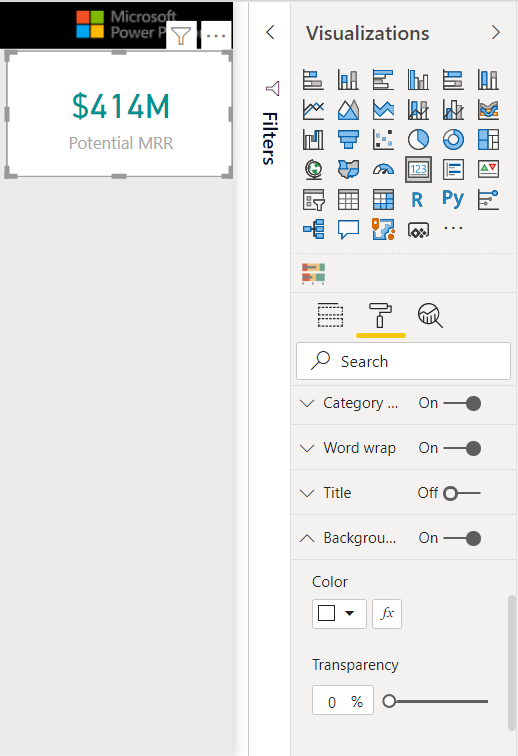 Microsoft
Power P
...
$414M
Potential MRR
Filters
Visualizations
123
R
Py
...
Search
Category ...
On
Word wrap
On
Title
Off
Backgrou...
On
Color
fx
Transparency
0 %